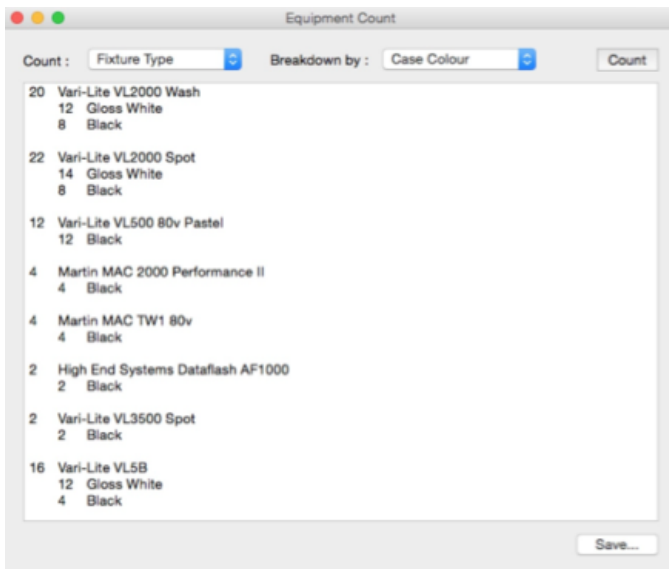 Equipment Count
Count : Fixture Type Breakdown by : Case Colour Count
20 Vari-Lite VL2000 Wash
12 Gloss White
8 Black
22 Vari-Lite VL2000 Spot
14 Gloss White
8 Black
12 Vari-Lite VL500 80v Pastel
12 Black
4 Martin MAC 2000 Performance II
4 Black
4 Martin MAC TW1 80v
4 Black
2 High End Systems Dataflash AF1000
2 Black
2 Vari-Lite VL3500 Spot
2 Black
16 Vari-Lite VL5B
12 Gloss White
4 Black
Save...